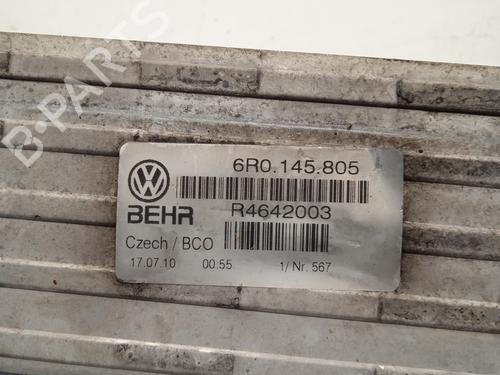 B-PARTS
6R0.145.805
BEHR
R4642003
Czech / BCO
17.07.10 00:55 1/ Nr. 567